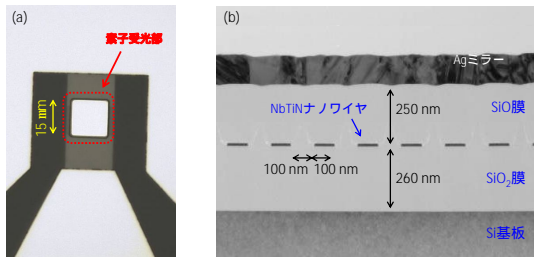 (a)
素子受光部
15 mm
(b)
Agミラー
NbTiNナノワイヤ
250 nm
SiO膜
100 nm
100 nm
260 nm
SiO₂膜
Si基板